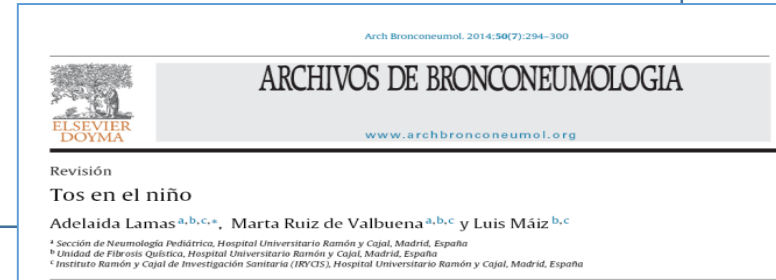 Arch Bronconeumol. 2014;50(7):294–300
ARCHIVOS DE BRONCONEUMOLOGIA
ELSEVIER
DOYMA
www.archbronconeumol.org
Revisión
Tos en el niño
Adelaida Lamas a,b,c,*, Marta Ruiz de Valbuena a,b,c y Luis Máiz b,c
a Sección de Neumología Pediátrica, Hospital Universitario Ramón y Cajal, Madrid, España
b Unidad de Fibrosis Quística, Hospital Universitario Ramón y Cajal, Madrid, España
c Instituto Ramón y Cajal de Investigación Sanitaria (IRYCIS), Hospital Universitario Ramón y Cajal, Madrid, España